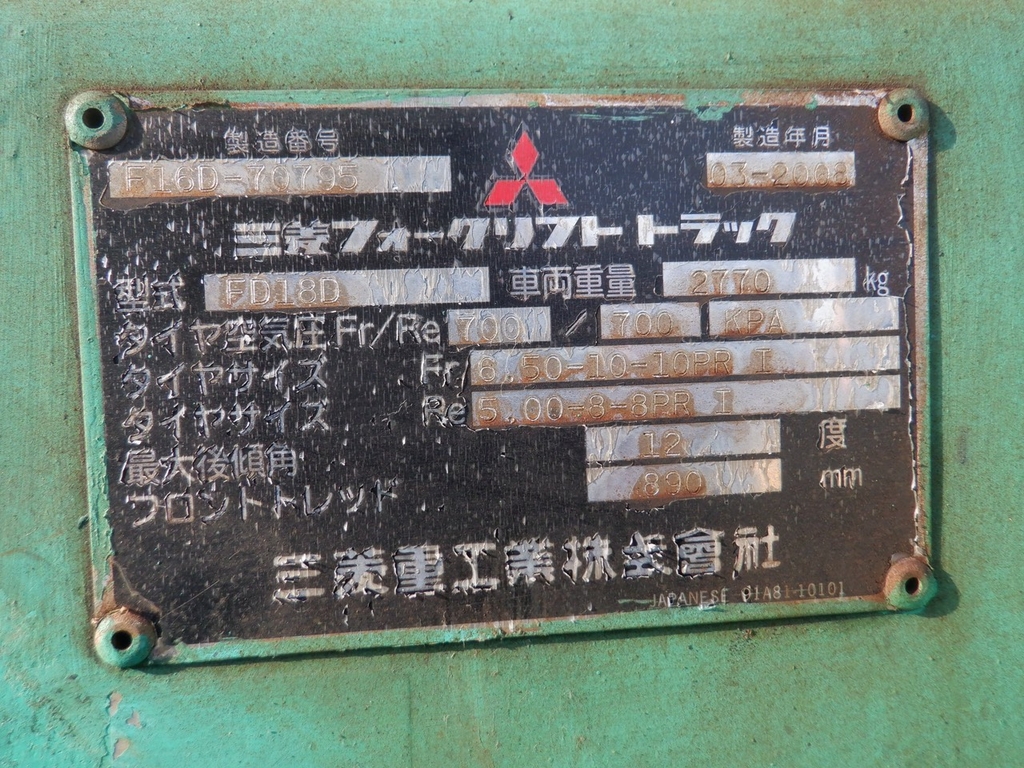 製造番号 製造年月
F16D-70795 03-2008
三菱フォークリフトトラック
型式 FD18D 車両重量 2770 kg
タイヤ空気圧 Fr/Re 700 / 700 KPA
タイヤサイズ Fr 6.50-10-10PR I
タイヤサイズ Re 5.00-8-8PR I
最大後傾角 12 度
フロントトレッド 890 mm
三菱重工業株式會社
JAPANESE 91A81-10101